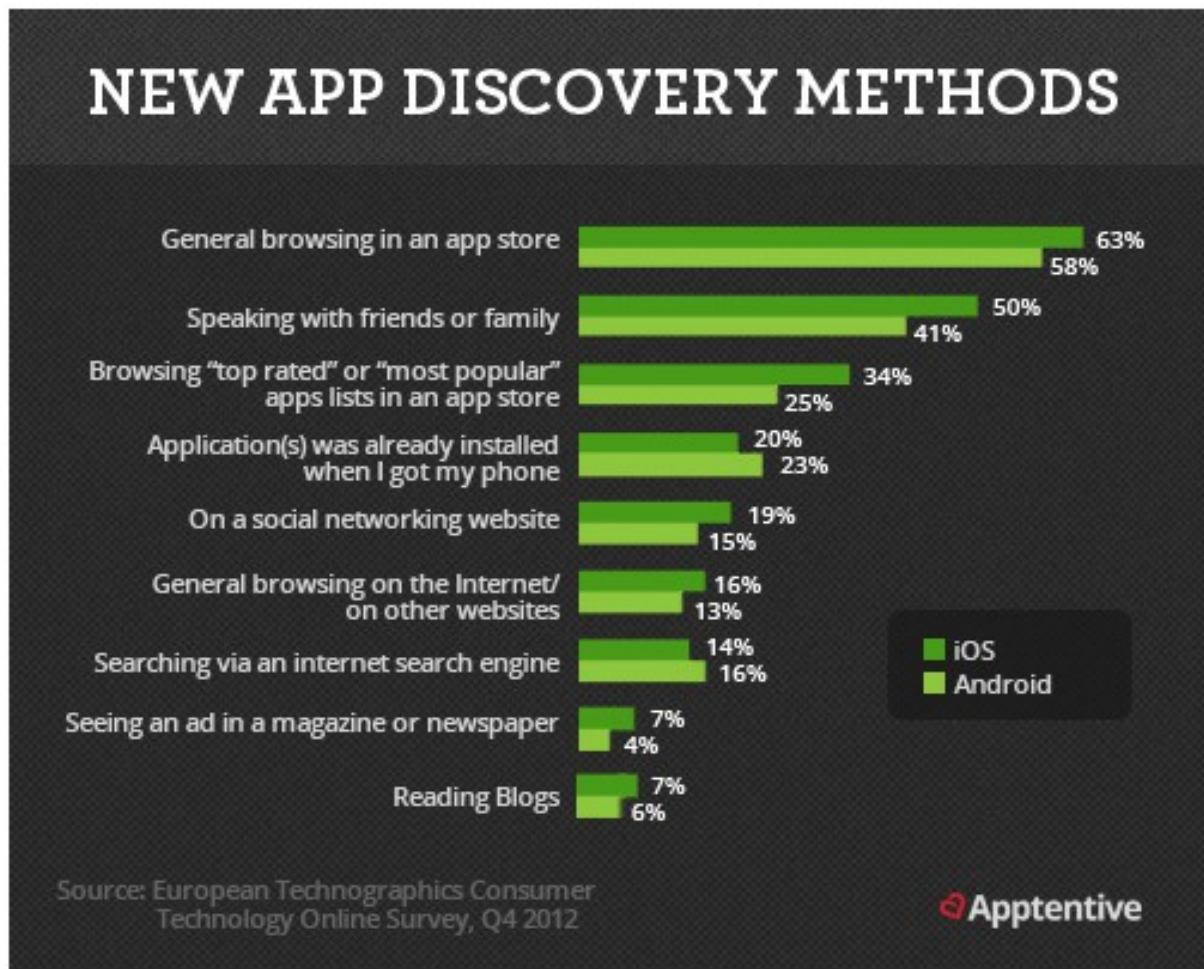 NEW APP DISCOVERY METHODS
General browsing in an app store
63%
58%
Speaking with friends or family
50%
41%
Browsing “top rated” or “most popular”
apps lists in an app store
34%
25%
Application(s) was already installed
when I got my phone
20%
23%
On a social networking website
19%
15%
General browsing on the Internet/
on other websites
16%
13%
Searching via an internet search engine
14%
16%
Seeing an ad in a magazine or newspaper
7%
4%
Reading Blogs
7%
6%
iOS
Android
Source: European Technographics Consumer
Technology Online Survey, Q4 2012
Apptentive